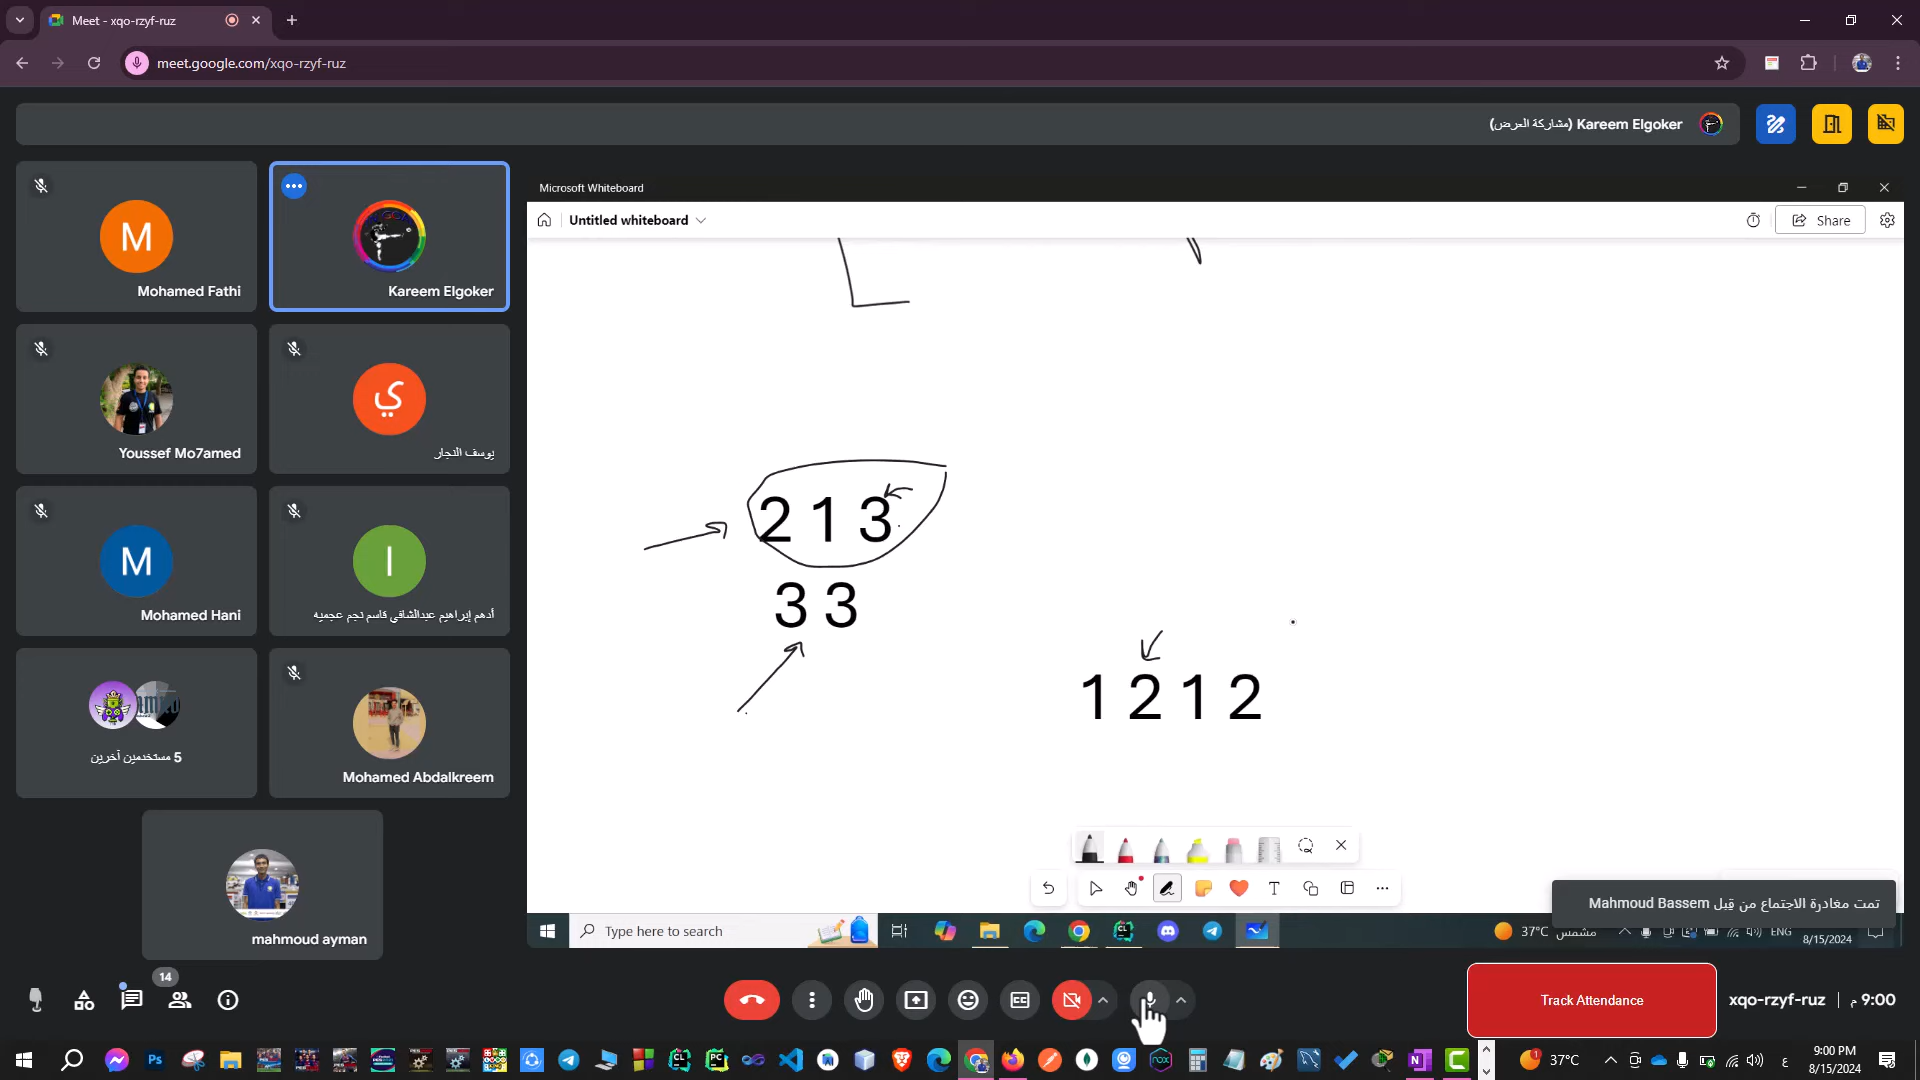 Meet - xqo-rzyf-ruz
meet.google.com/xqo-rzyf-ruz
Kareem Elgoker (مشاركة العرض)
M
Mohamed Fathi
Kareem Elgoker
Youssef Mo7amed
ي
يوسف النجار
M
Mohamed Hani
أ
أدهم إبراهيم عبدالشافي قاسم نجم عجميه
5 مستخدمين آخرين
Mohamed Abdalkreem
mahmoud ayman
Microsoft Whiteboard
Untitled whiteboard
Share
2 1 3
3 3
1 2 1 2
تمت مغادرة الاجتماع من قِبل Mahmoud Bassem
Type here to search
37°C مشمس
ENG
8/15/2024
14
Track Attendance
xqo-rzyf-ruz
9:00 م
37°C
ع
9:00 PM
8/15/2024